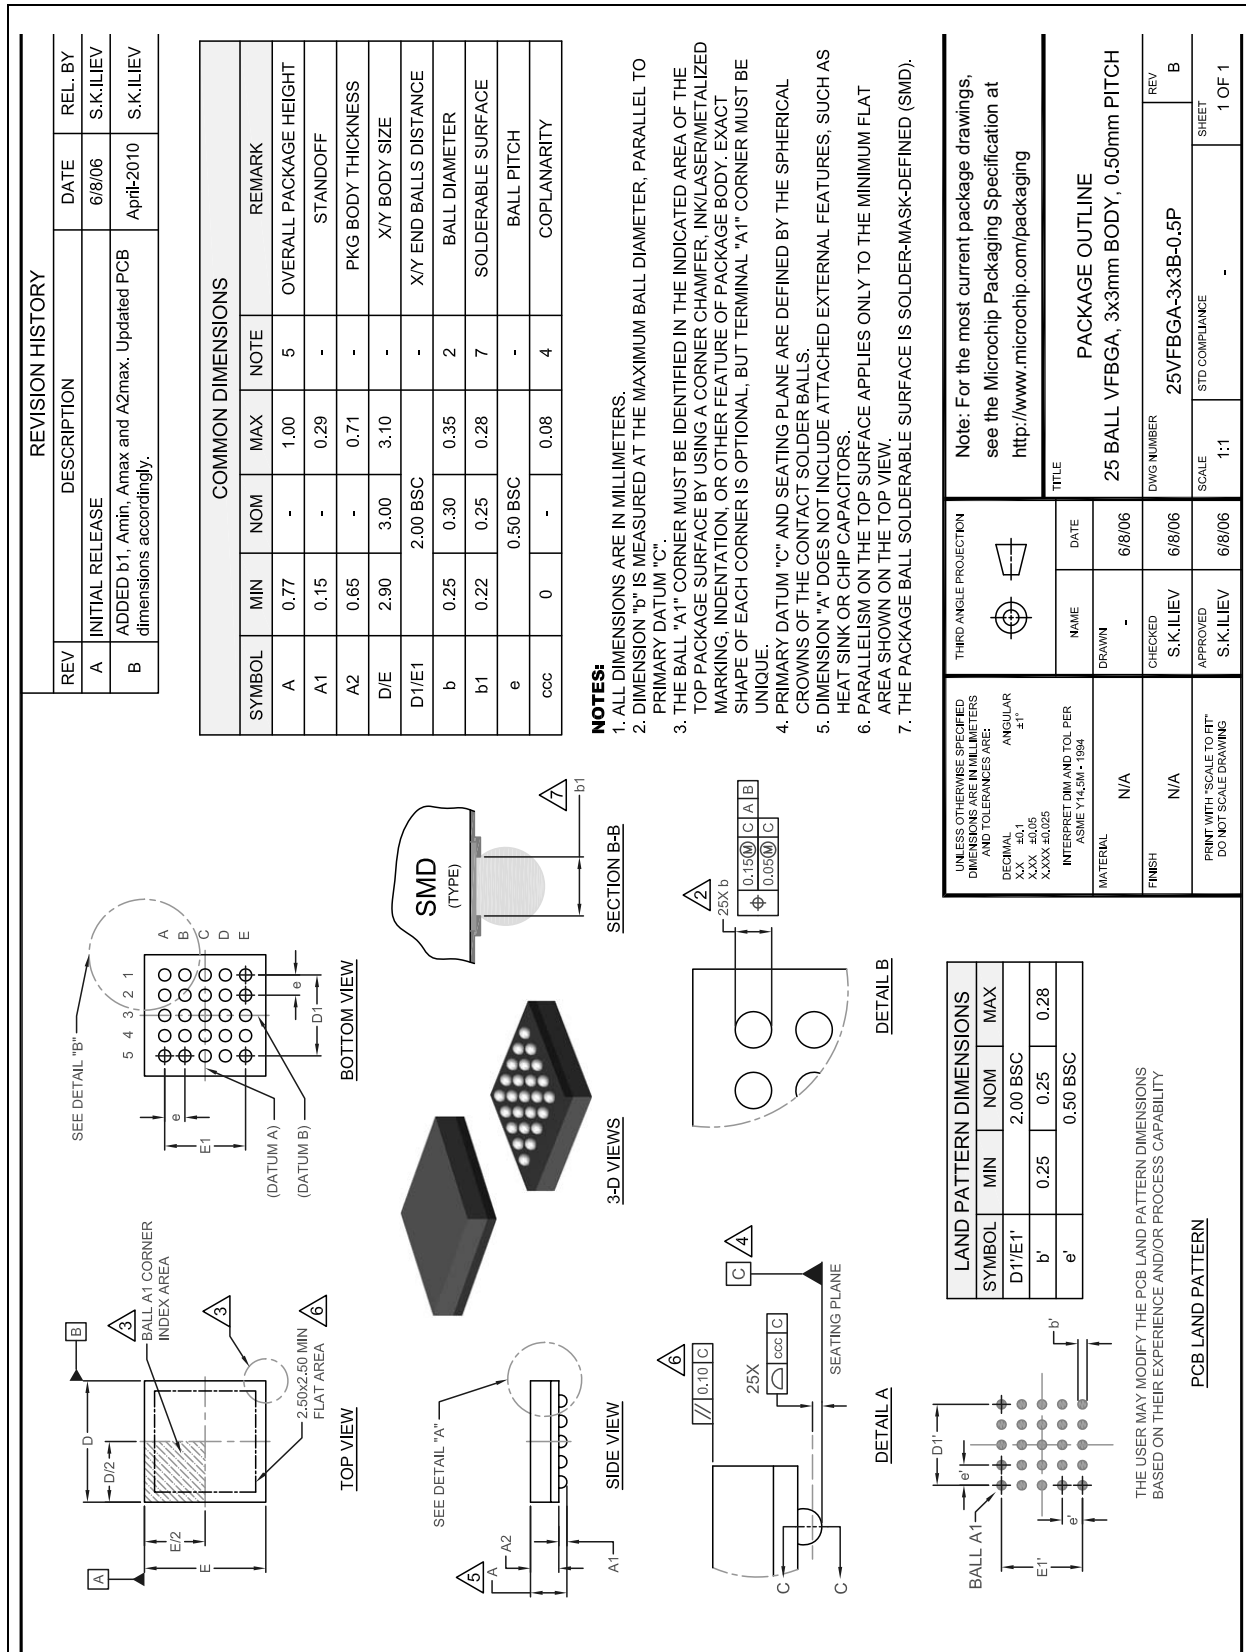 REVISION HISTORY
REV DESCRIPTION DATE REL. BY
A INITIAL RELEASE 6/8/06 S.K.ILIEV
B ADDED b1, Amin, Amax and A2max. Updated PCB dimensions accordingly. April-2010 S.K.ILIEV
COMMON DIMENSIONS
SYMBOL MIN NOM MAX NOTE REMARK
A 0.77 - 1.00 5 OVERALL PACKAGE HEIGHT
A1 0.15 - 0.29 - STANDOFF
A2 0.65 - 0.71 - PKG BODY THICKNESS
D/E 2.90 3.00 3.10 - X/Y BODY SIZE
D1/E1 2.00 BSC - X/Y END BALLS DISTANCE
b 0.25 0.30 0.35 2 BALL DIAMETER
b1 0.22 0.25 0.28 7 SOLDERABLE SURFACE
e 0.50 BSC - BALL PITCH
ccc 0 - 0.08 4 COPLANARITY
NOTES:
1. ALL DIMENSIONS ARE IN MILLIMETERS.
2. DIMENSION "b" IS MEASURED AT THE MAXIMUM BALL DIAMETER, PARALLEL TO
PRIMARY DATUM "C".
3. THE BALL "A1" CORNER MUST BE IDENTIFIED IN THE INDICATED AREA OF THE
TOP PACKAGE SURFACE BY USING A CORNER CHAMFER, INK/LASER/METALIZED
MARKING, INDENTATION, OR OTHER FEATURE OF PACKAGE BODY. EXACT
SHAPE OF EACH CORNER IS OPTIONAL, BUT TERMINAL "A1" CORNER MUST BE
UNIQUE.
4. PRIMARY DATUM "C" AND SEATING PLANE ARE DEFINED BY THE SPHERICAL
CROWNS OF THE CONTACT SOLDER BALLS.
5. DIMENSION "A" DOES NOT INCLUDE ATTACHED EXTERNAL FEATURES, SUCH AS
HEAT SINK OR CHIP CAPACITORS.
6. PARALLELISM ON THE TOP SURFACE APPLIES ONLY TO THE MINIMUM FLAT
AREA SHOWN ON THE TOP VIEW.
7. THE PACKAGE BALL SOLDERABLE SURFACE IS SOLDER-MASK-DEFINED (SMD).
A
B
D
D/2
E/2
E
3
BALL A1 CORNER
INDEX AREA
3
2.50x2.50 MIN
FLAT AREA
6
TOP VIEW
SEE DETAIL "B"
5 4 3 2 1
A
B
C
D
E
e
D1
e
E1
(DATUM A)
(DATUM B)
BOTTOM VIEW
SEE DETAIL "A"
5
A
A2
A1
SIDE VIEW
3-D VIEWS
SMD
(TYPE)
7
b1
SECTION B-B
6
// 0.10 C
25X
ccc C
C
4
SEATING PLANE
C
C
DETAIL A
2
25X b
0.15 M C A B
0.05 M C
DETAIL B
BALL A1
e'
D1'
E1'
e'
b'
LAND PATTERN DIMENSIONS
SYMBOL MIN NOM MAX
D1'/E1' 2.00 BSC
b' 0.25 0.25 0.28
e' 0.50 BSC
THE USER MAY MODIFY THE PCB LAND PATTERN DIMENSIONS
BASED ON THEIR EXPERIENCE AND/OR PROCESS CAPABILITY
PCB LAND PATTERN
UNLESS OTHERWISE SPECIFIED
DIMENSIONS ARE IN MILLIMETERS
AND TOLERANCES ARE:
DECIMAL ANGULAR
X.X ±0.1 ±1°
X.XX ±0.05
X.XXX ±0.025
INTERPRET DIM AND TOL PER
ASME Y14.5M - 1994
MATERIAL
N/A
FINISH
N/A
PRINT WITH "SCALE TO FIT"
DO NOT SCALE DRAWING
THIRD ANGLE PROJECTION
NAME DATE
DRAWN
- 6/8/06
CHECKED
S.K.ILIEV 6/8/06
APPROVED
S.K.ILIEV 6/8/06
Note: For the most current package drawings,
see the Microchip Packaging Specification at
http://www.microchip.com/packaging
TITLE
PACKAGE OUTLINE
25 BALL VFBGA, 3x3mm BODY, 0.50mm PITCH
DWG NUMBER
25VFBGA-3x3B-0.5P
REV
B
SCALE
1:1
STD COMPLIANCE
-
SHEET
1 OF 1